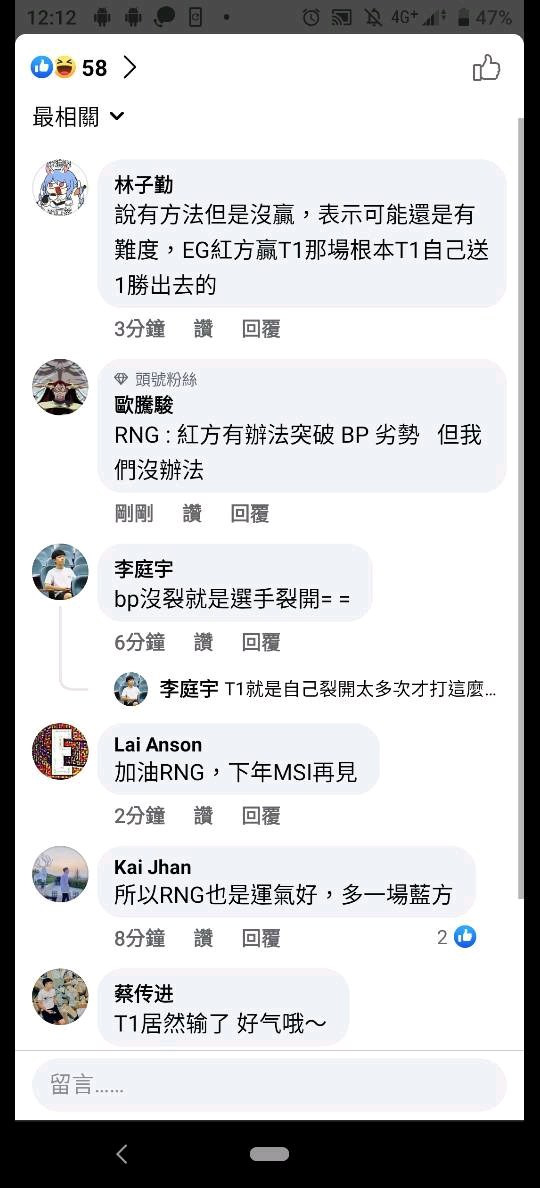 12:12
4G+
47%
58
最相關
林子勤
說有方法但是沒贏，表示可能還是有
難度，EG紅方贏T1那場根本T1自己送
1勝出去的
3分鐘 讚 回覆
頭號粉絲
歐騰駿
RNG : 紅方有辦法突破 BP 劣勢 但我
們沒辦法
剛剛 讚 回覆
李庭宇
bp沒裂就是選手裂開= =
6分鐘 讚 回覆
李庭宇 T1就是自己裂開太多次才打這麼...
Lai Anson
加油RNG，下年MSI再見
2分鐘 讚 回覆
Kai Jhan
所以RNG也是運氣好，多一場藍方
8分鐘 讚 回覆 2
蔡传进
T1居然输了 好气哦～
留言......